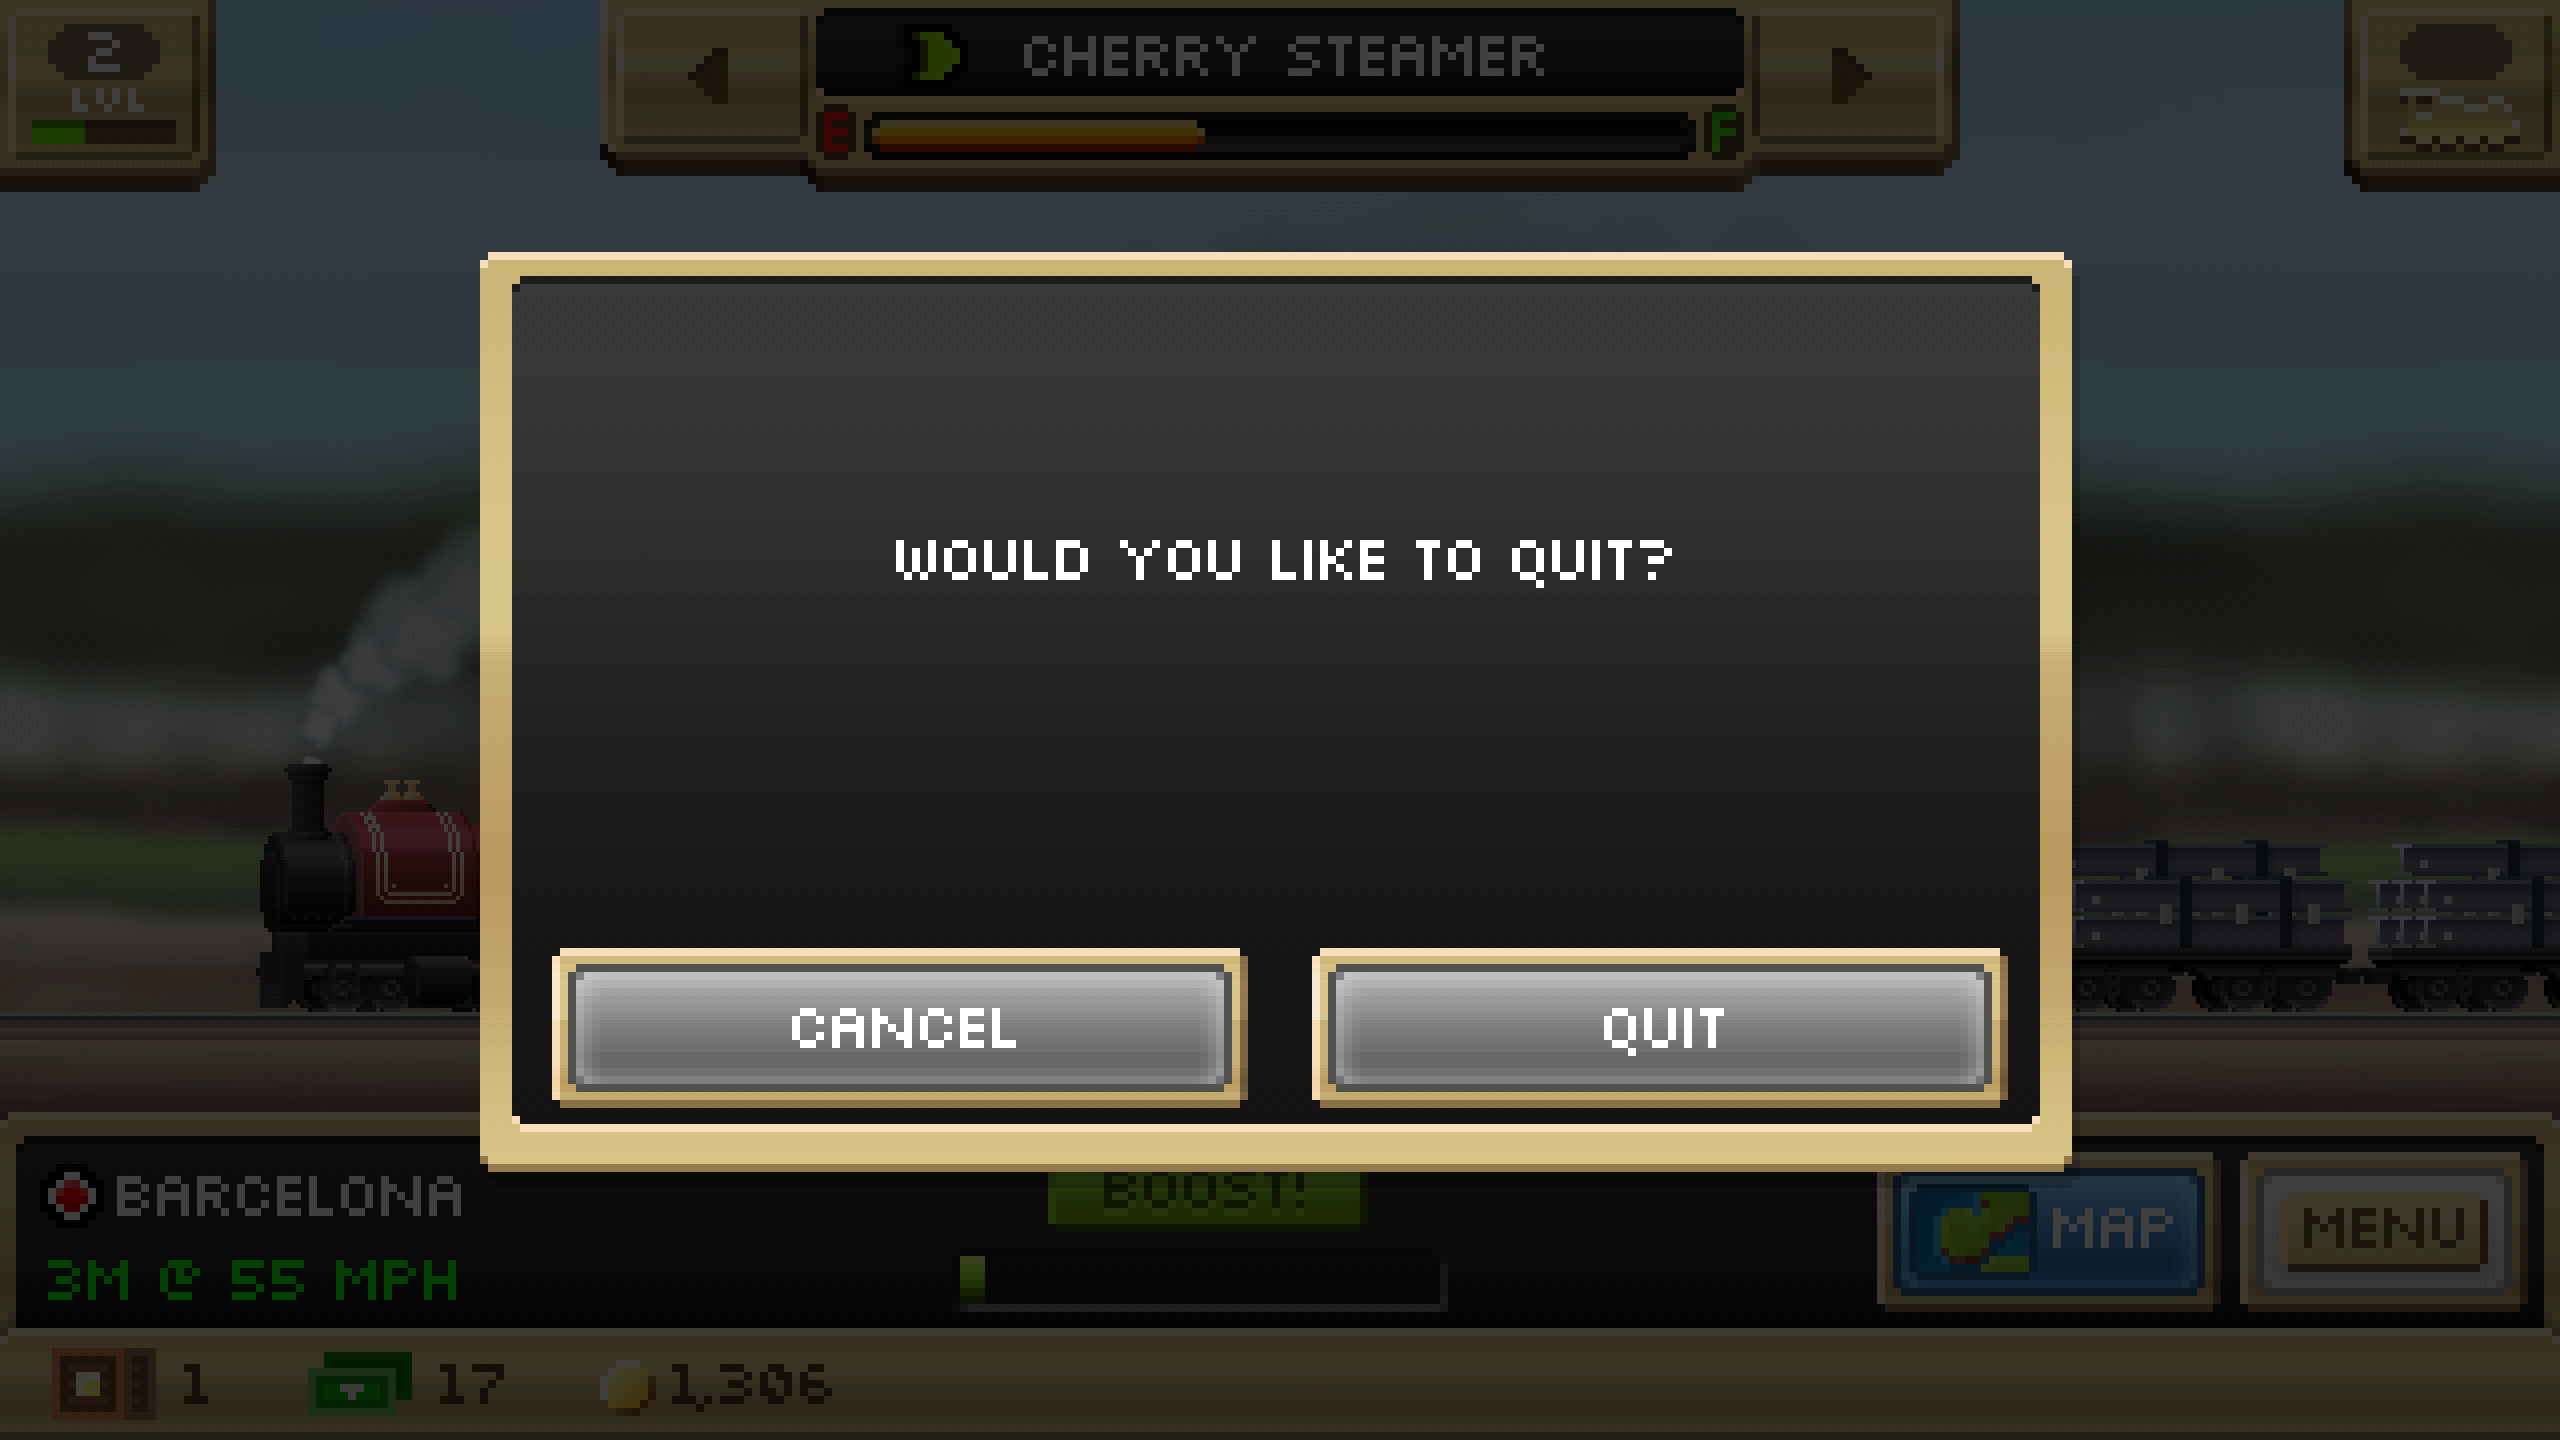 2
LVL
CHERRY STEAMER
E
F
WOULD YOU LIKE TO QUIT?
CANCEL
QUIT
BARCELONA
BOOST!
MAP
MENU
3M @ 55 MPH
1
17
1,306